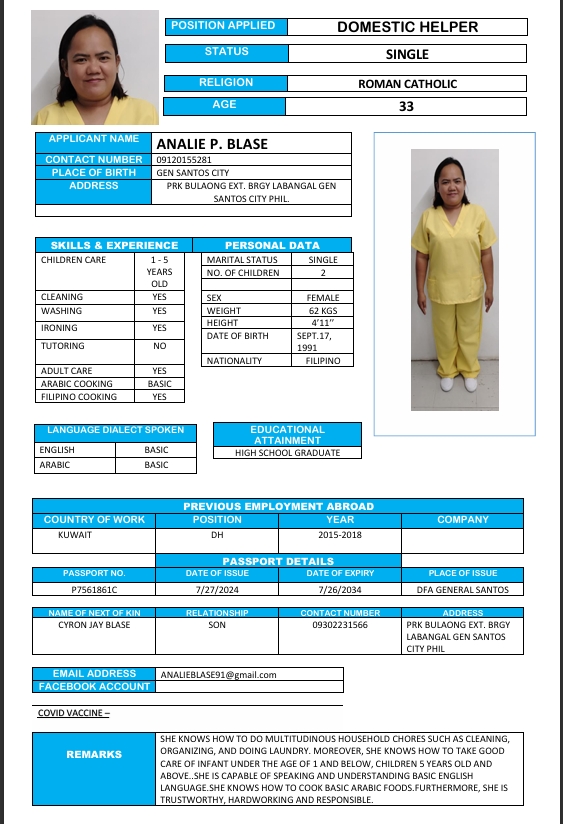 POSITION APPLIED DOMESTIC HELPER
STATUS SINGLE
RELIGION ROMAN CATHOLIC
AGE 33
APPLICANT NAME ANALIE P. BLASE
CONTACT NUMBER 09120155281
PLACE OF BIRTH GEN SANTOS CITY
ADDRESS PRK BULAONG EXT. BRGY LABANGAL GEN
SANTOS CITY PHIL.
SKILLS & EXPERIENCE
CHILDREN CARE 1 - 5
YEARS
OLD
CLEANING YES
WASHING YES
IRONING YES
TUTORING NO
ADULT CARE YES
ARABIC COOKING BASIC
FILIPINO COOKING YES
PERSONAL DATA
MARITAL STATUS SINGLE
NO. OF CHILDREN 2
SEX FEMALE
WEIGHT 62 KGS
HEIGHT 4’11’’
DATE OF BIRTH SEPT.17,
1991
NATIONALITY FILIPINO
LANGUAGE DIALECT SPOKEN
ENGLISH BASIC
ARABIC BASIC
EDUCATIONAL
ATTAINMENT
HIGH SCHOOL GRADUATE
PREVIOUS EMPLOYMENT ABROAD
COUNTRY OF WORK POSITION YEAR COMPANY
KUWAIT DH 2015-2018
PASSPORT DETAILS
PASSPORT NO. DATE OF ISSUE DATE OF EXPIRY PLACE OF ISSUE
P7561861C 7/27/2024 7/26/2034 DFA GENERAL SANTOS
NAME OF NEXT OF KIN RELATIONSHIP CONTACT NUMBER ADDRESS
CYRON JAY BLASE SON 09302231566 PRK BULAONG EXT. BRGY
LABANGAL GEN SANTOS
CITY PHIL
EMAIL ADDRESS ANALIEBLASE91@gmail.com
FACEBOOK ACCOUNT
COVID VACCINE –
REMARKS
SHE KNOWS HOW TO DO MULTITUDINOUS HOUSEHOLD CHORES SUCH AS CLEANING,
ORGANIZING, AND DOING LAUNDRY. MOREOVER, SHE KNOWS HOW TO TAKE GOOD
CARE OF INFANT UNDER THE AGE OF 1 AND BELOW, CHILDREN 5 YEARS OLD AND
ABOVE..SHE IS CAPABLE OF SPEAKING AND UNDERSTANDING BASIC ENGLISH
LANGUAGE.SHE KNOWS HOW TO COOK BASIC ARABIC FOODS.FURTHERMORE, SHE IS
TRUSTWORTHY, HARDWORKING AND RESPONSIBLE.